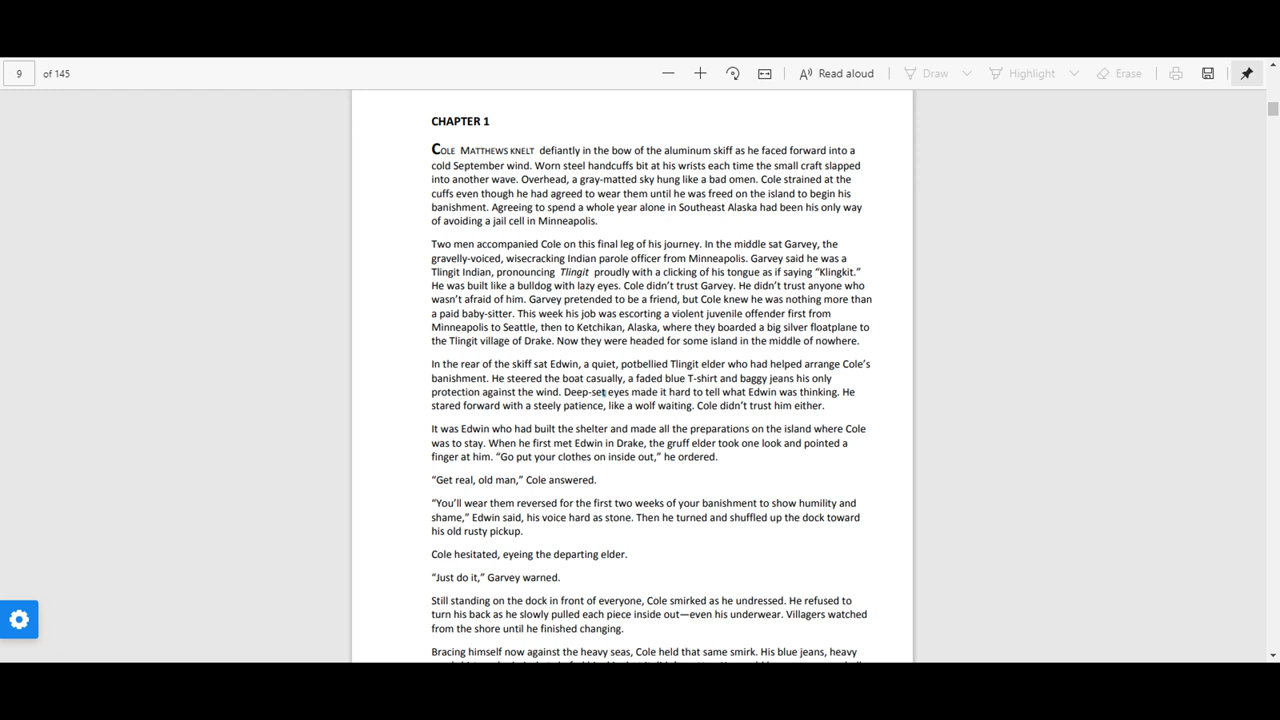 9 of 145 Read aloud Draw Highlight Erase
CHAPTER 1
COLE MATTHEWS KNELT defiantly in the bow of the aluminum skiff as he faced forward into a
cold September wind. Worn steel handcuffs bit at his wrists each time the small craft slapped
into another wave. Overhead, a gray-matted sky hung like a bad omen. Cole strained at the
cuffs even though he had agreed to wear them until he was freed on the island to begin his
banishment. Agreeing to spend a whole year alone in Southeast Alaska had been his only way
of avoiding a jail cell in Minneapolis.
Two men accompanied Cole on this final leg of his journey. In the middle sat Garvey, the
gravelly-voiced, wisecracking Indian parole officer from Minneapolis. Garvey said he was a
Tlingit Indian, pronouncing Tlingit proudly with a clicking of his tongue as if saying “Klingkit.”
He was built like a bulldog with lazy eyes. Cole didn’t trust Garvey. He didn’t trust anyone who
wasn’t afraid of him. Garvey pretended to be a friend, but Cole knew he was nothing more than
a paid baby-sitter. This week his job was escorting a violent juvenile offender first from
Minneapolis to Seattle, then to Ketchikan, Alaska, where they boarded a big silver floatplane to
the Tlingit village of Drake. Now they were headed for some island in the middle of nowhere.
In the rear of the skiff sat Edwin, a quiet, potbellied Tlingit elder who had helped arrange Cole’s
banishment. He steered the boat casually, a faded blue T-shirt and baggy jeans his only
protection against the wind. Deep-set eyes made it hard to tell what Edwin was thinking. He
stared forward with a steely patience, like a wolf waiting. Cole didn’t trust him either.
It was Edwin who had built the shelter and made all the preparations on the island where Cole
was to stay. When he first met Edwin in Drake, the gruff elder took one look and pointed a
finger at him. “Go put your clothes on inside out,” he ordered.
“Get real, old man,” Cole answered.
“You’ll wear them reversed for the first two weeks of your banishment to show humility and
shame,” Edwin said, his voice hard as stone. Then he turned and shuffled up the dock toward
his old rusty pickup.
Cole hesitated, eyeing the departing elder.
“Just do it,” Garvey warned.
Still standing on the dock in front of everyone, Cole smirked as he undressed. He refused to
turn his back as he slowly pulled each piece inside out—even his underwear. Villagers watched
from the shore until he finished changing.
Bracing himself now against the heavy seas, Cole held that same smirk. His blue jeans, heavy